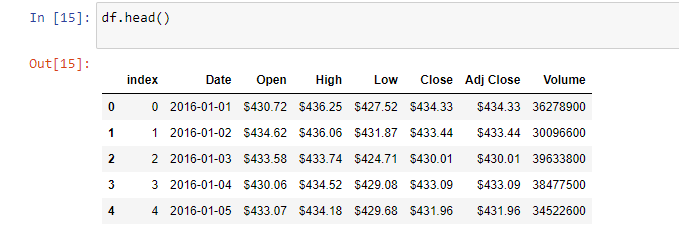 In [15]: df.head()
Out[15]:
index Date Open High Low Close Adj Close Volume
0 0 2016-01-01 $430.72 $436.25 $427.52 $434.33 $434.33 36278900
1 1 2016-01-02 $434.62 $436.06 $431.87 $433.44 $433.44 30096600
2 2 2016-01-03 $433.58 $433.74 $424.71 $430.01 $430.01 39633800
3 3 2016-01-04 $430.06 $434.52 $429.08 $433.09 $433.09 38477500
4 4 2016-01-05 $433.07 $434.18 $429.68 $431.96 $431.96 34522600